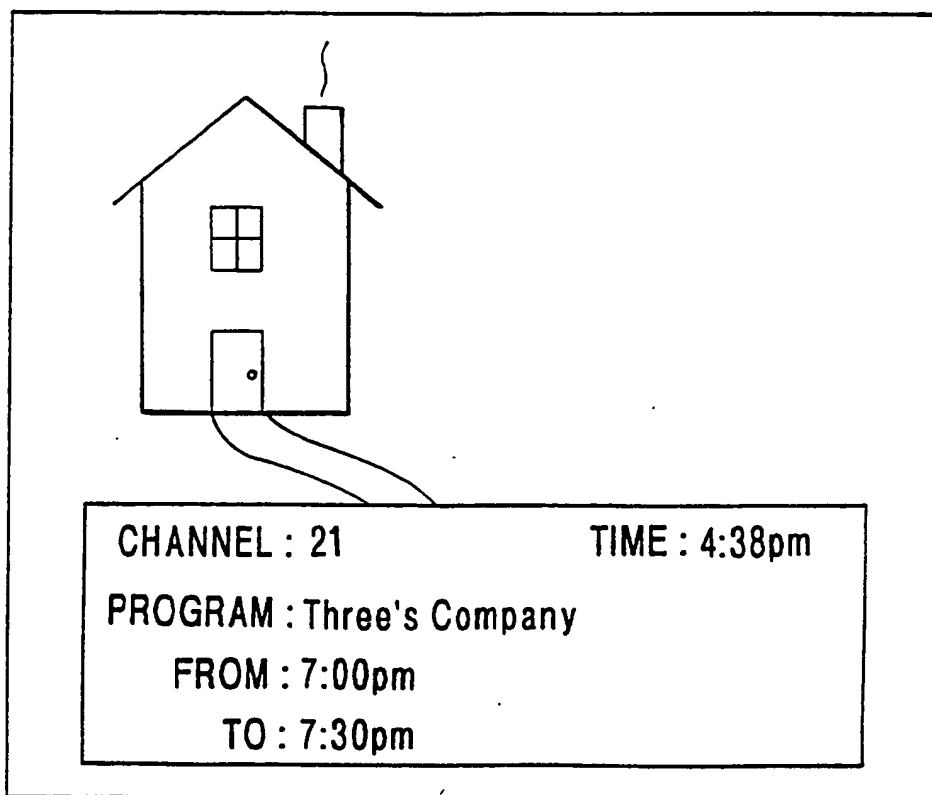 CHANNEL : 21 TIME : 4:38pm
PROGRAM : Three's Company
FROM : 7:00pm
TO : 7:30pm